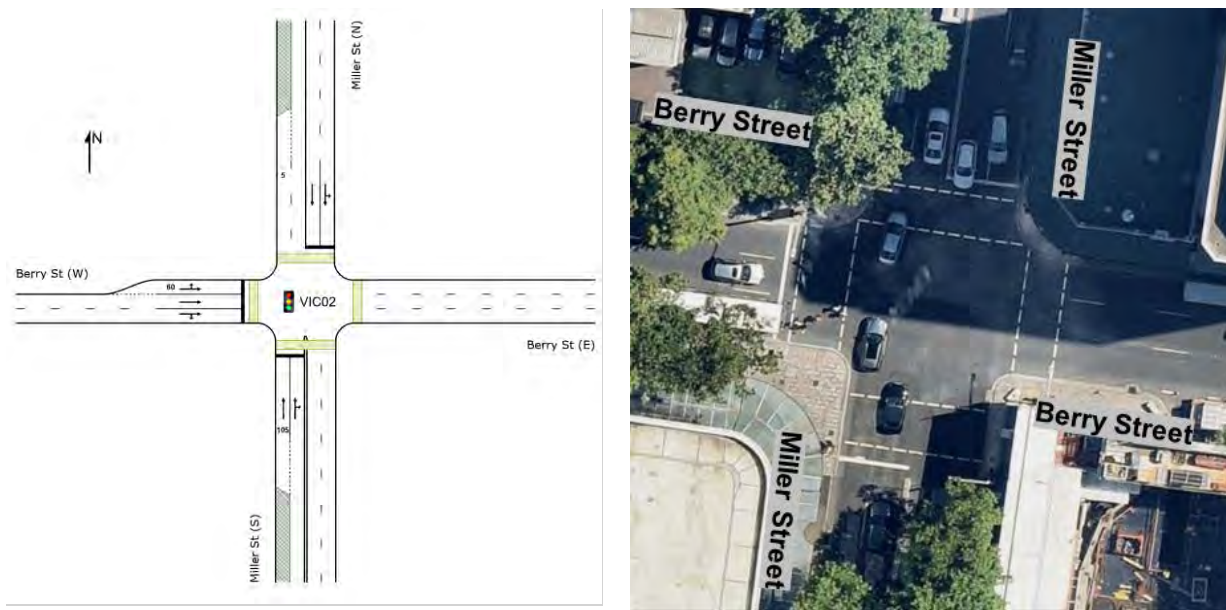 Miller St (N)
N
5
Berry St (W)
60
VIC02
Berry St (E)
105
Miller St (S)
Miller Street
Berry Street
Berry Street
Miller Street